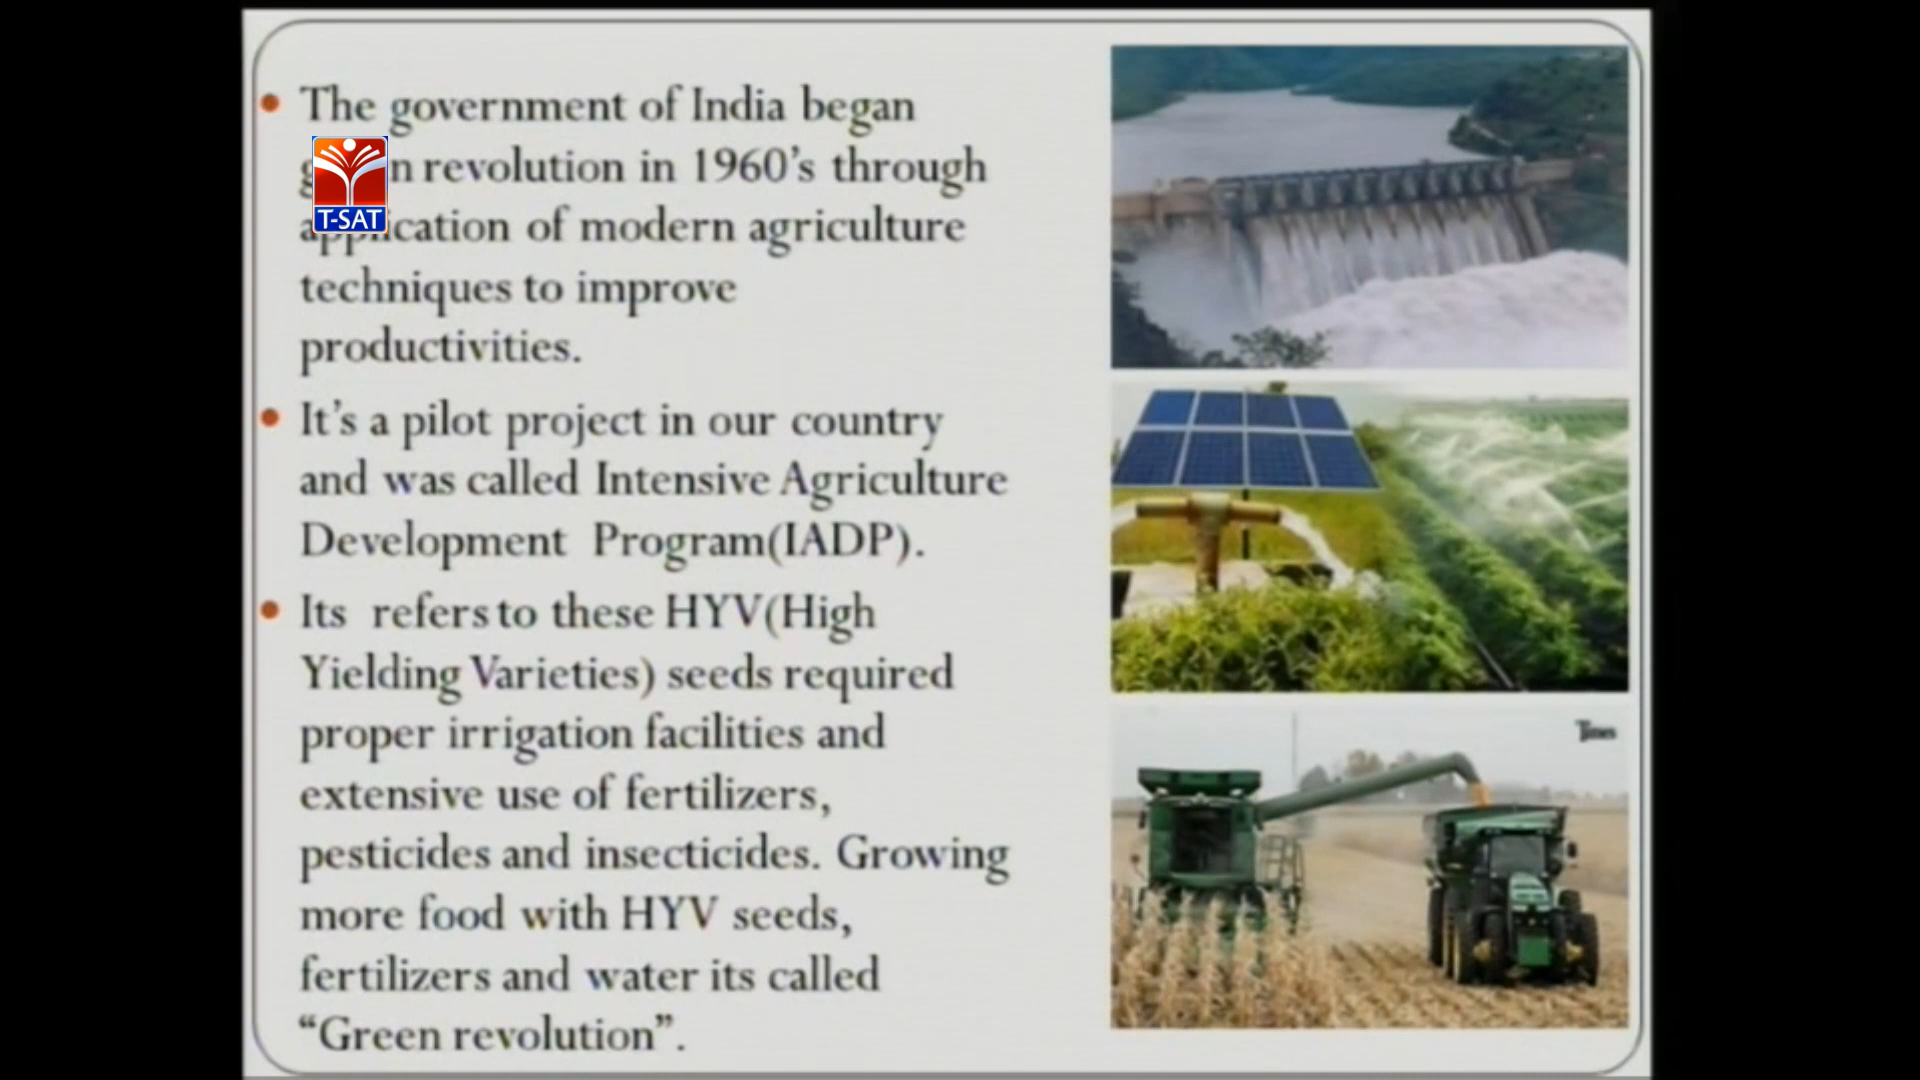 The government of India began
revolution in 1960's through
of modern agriculture
techniques to improve
productivities.
It's a pilot project in our country
and was called Intensive Agriculture
Development Program(IADP).
Its refers to these HYV(High
Yielding Varieties) seeds required
proper irrigation facilities and
extensive use of fertilizers,
pesticides and insecticides. Growing
more food with HYV seeds,
fertilizers and water its called
“Green revolution”.
T-SAT